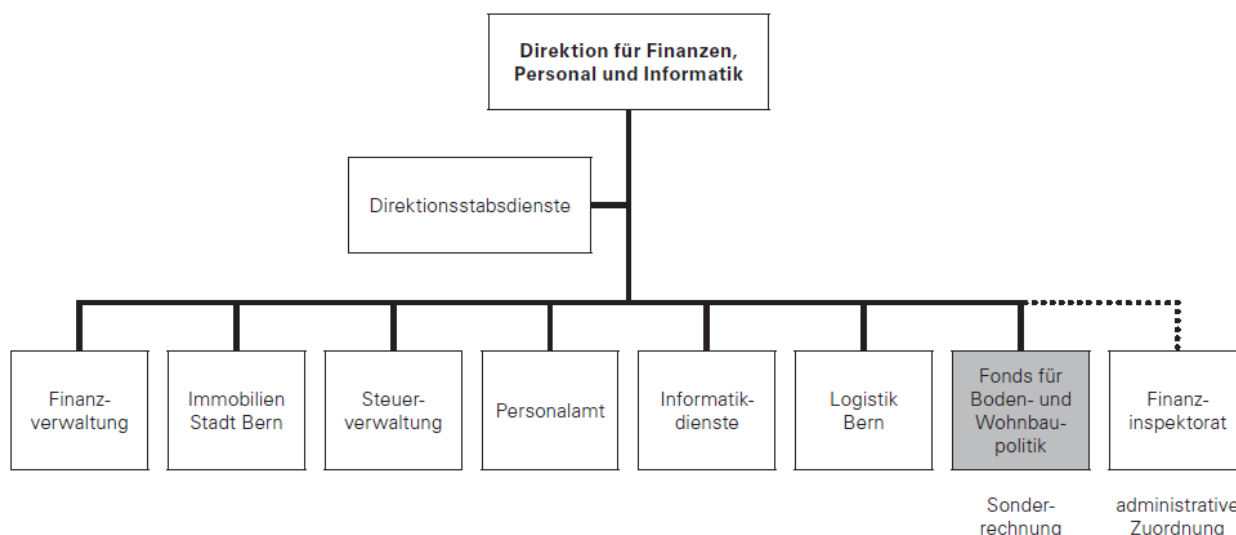 Direktion für Finanzen,
Personal und Informatik
Direktionsstabsdienste
Finanz-
verwaltung
Immobilien
Stadt Bern
Steuer-
verwaltung
Personalamt
Informatik-
dienste
Logistik
Bern
Fonds für
Boden- und
Wohnbau-
politik
Finanz-
inspektorat
Sonder-
rechnung
administrative
Zuordnung